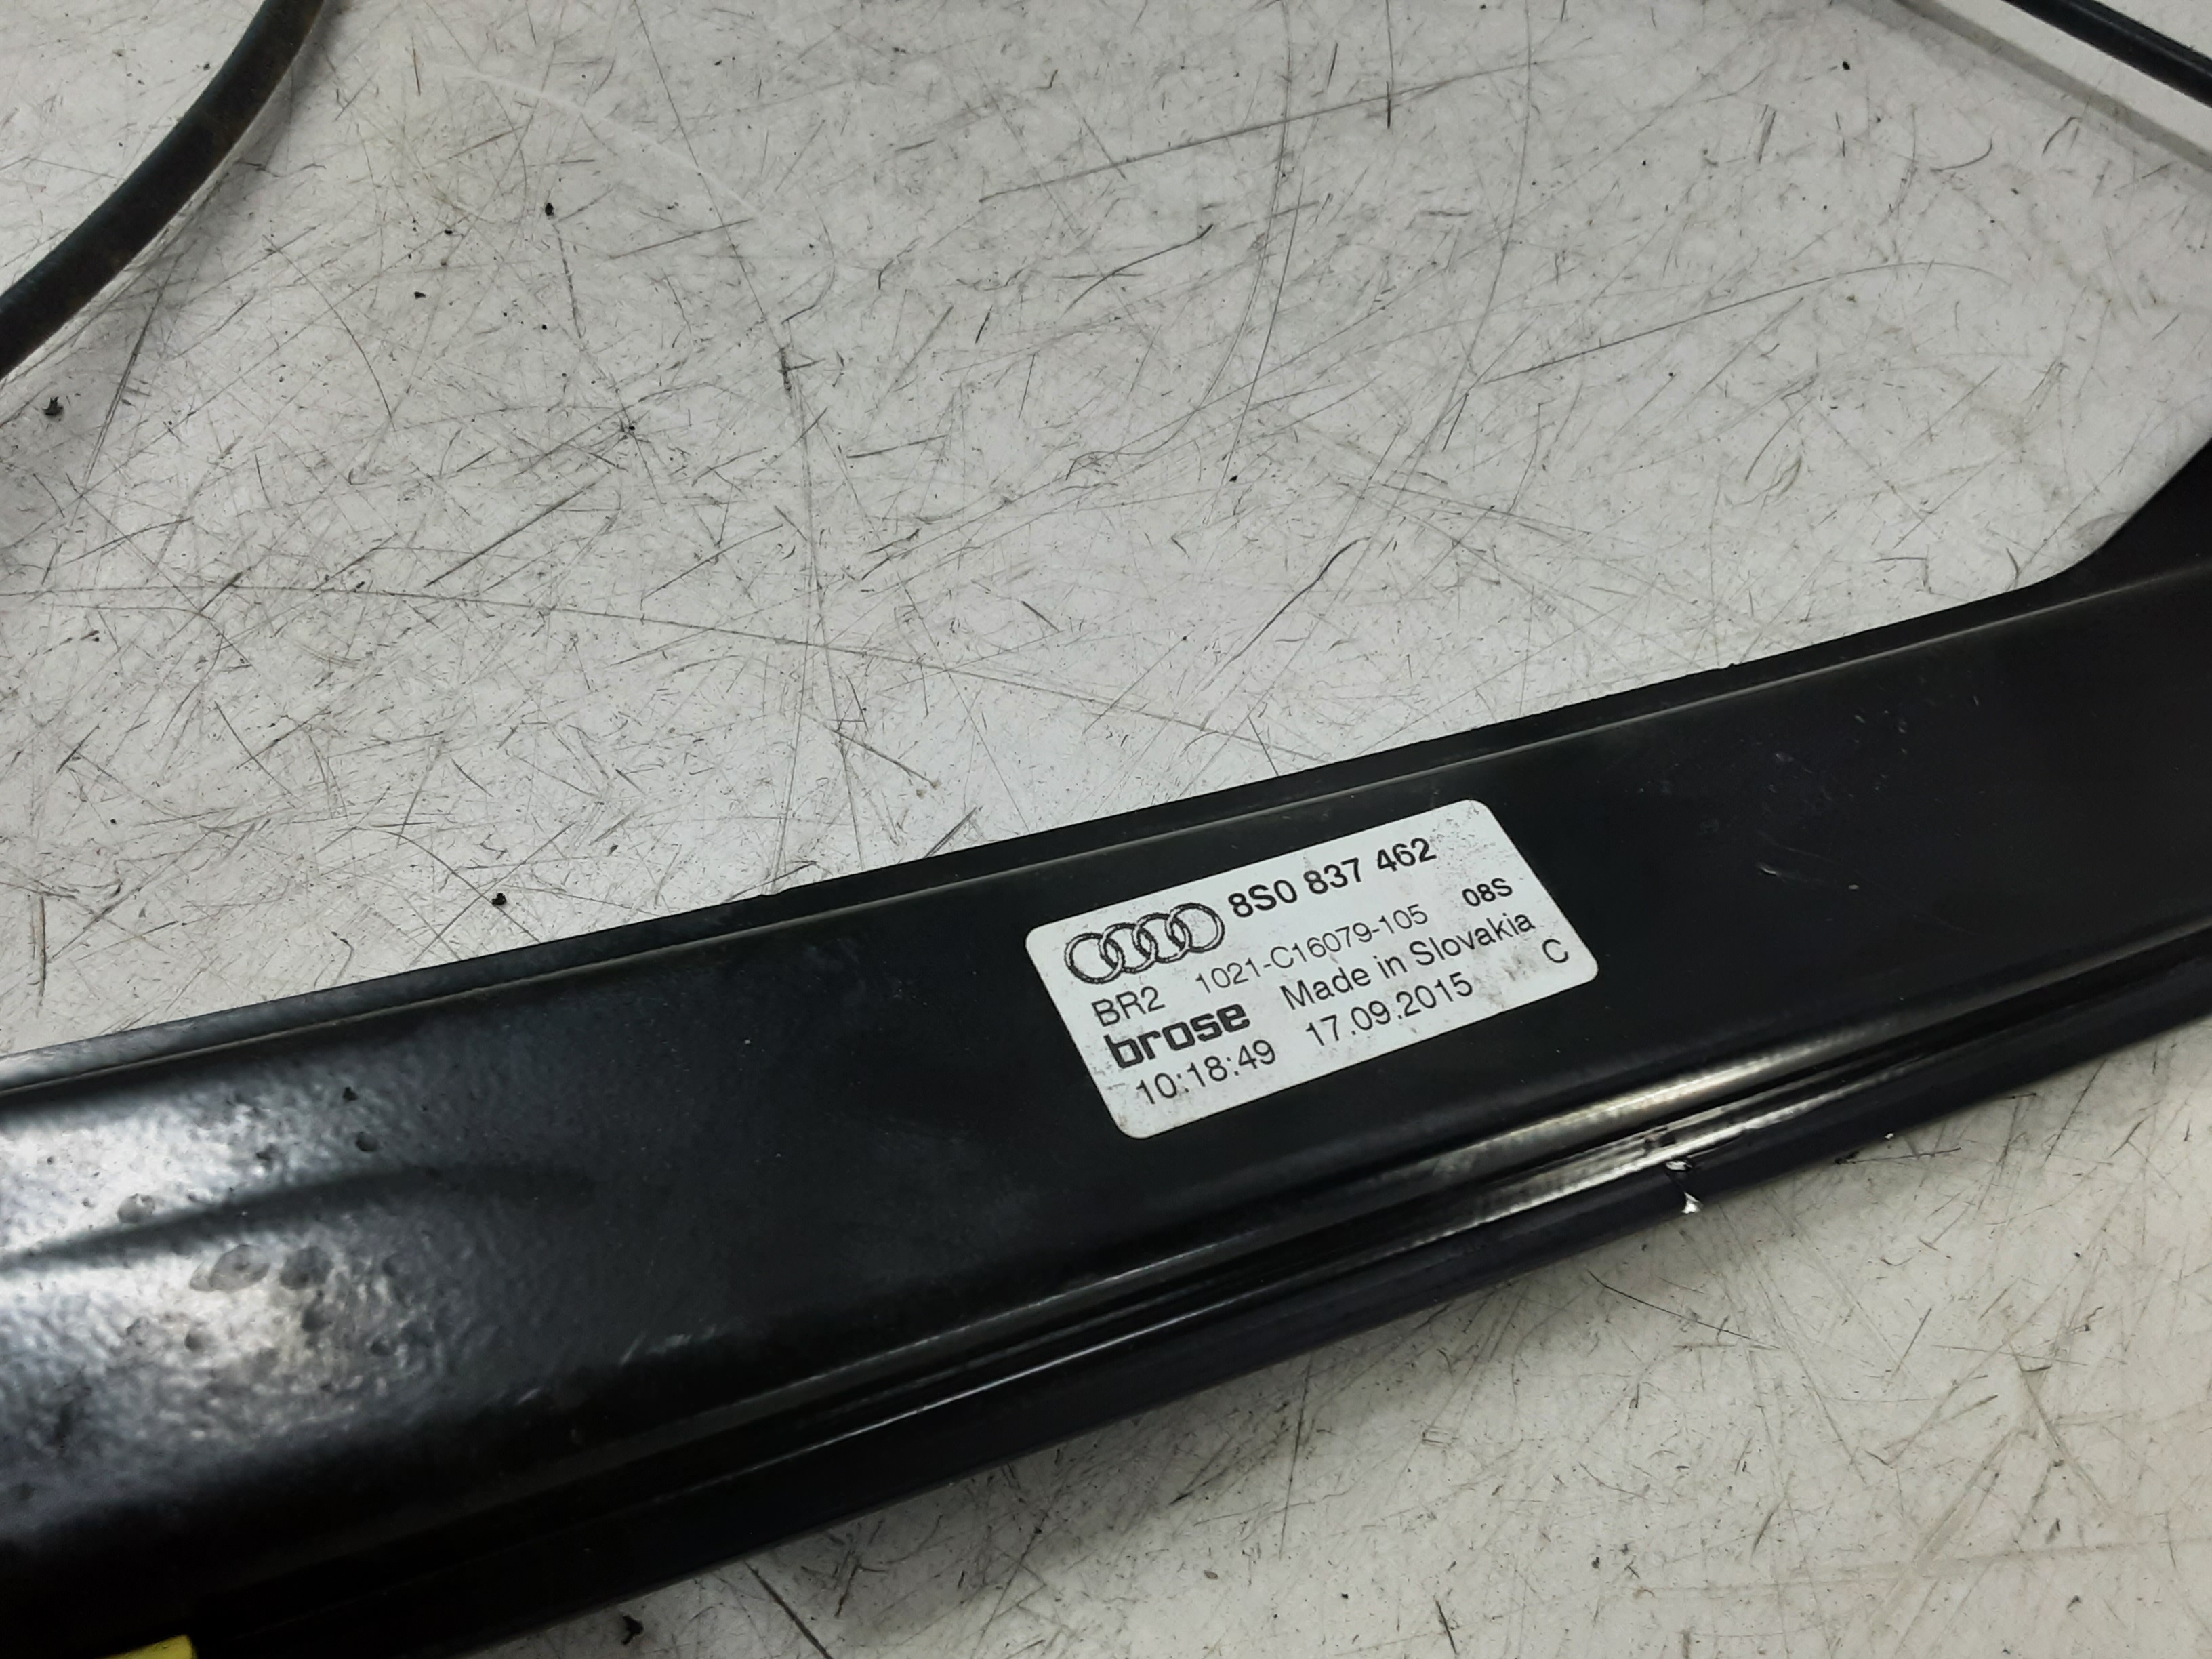 8S0 837 462
BR2 1021-C16079-105 08S
brose Made in Slovakia
10:18:49 17.09.2015 C